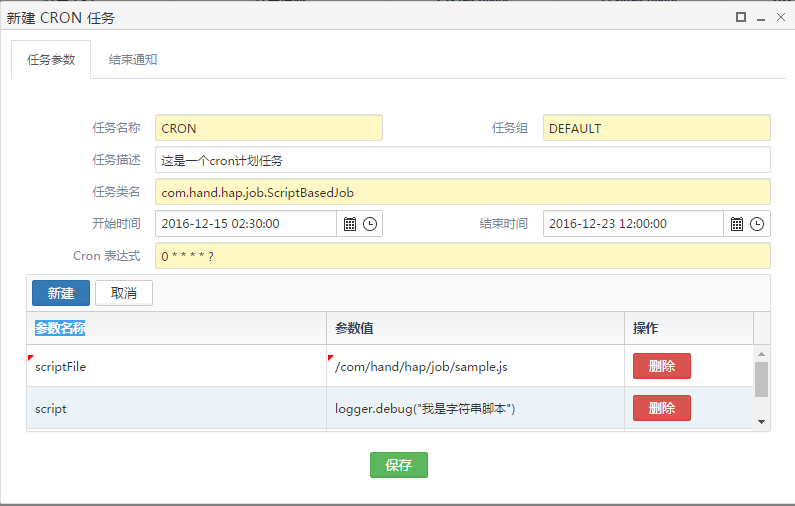 新建 CRON 任务
任务参数 结束通知
任务名称 CRON 任务组 DEFAULT
任务描述 这是一个cron计划任务
任务类名 com.hand.hap.job.ScriptBasedJob
开始时间 2016-12-15 02:30:00 结束时间 2016-12-23 12:00:00
Cron 表达式 0 * * * * ?
新建 取消
参数名称 参数值 操作
scriptFile /com/hand/hap/job/sample.js 删除
script logger.debug("我是字符串脚本") 删除
保存